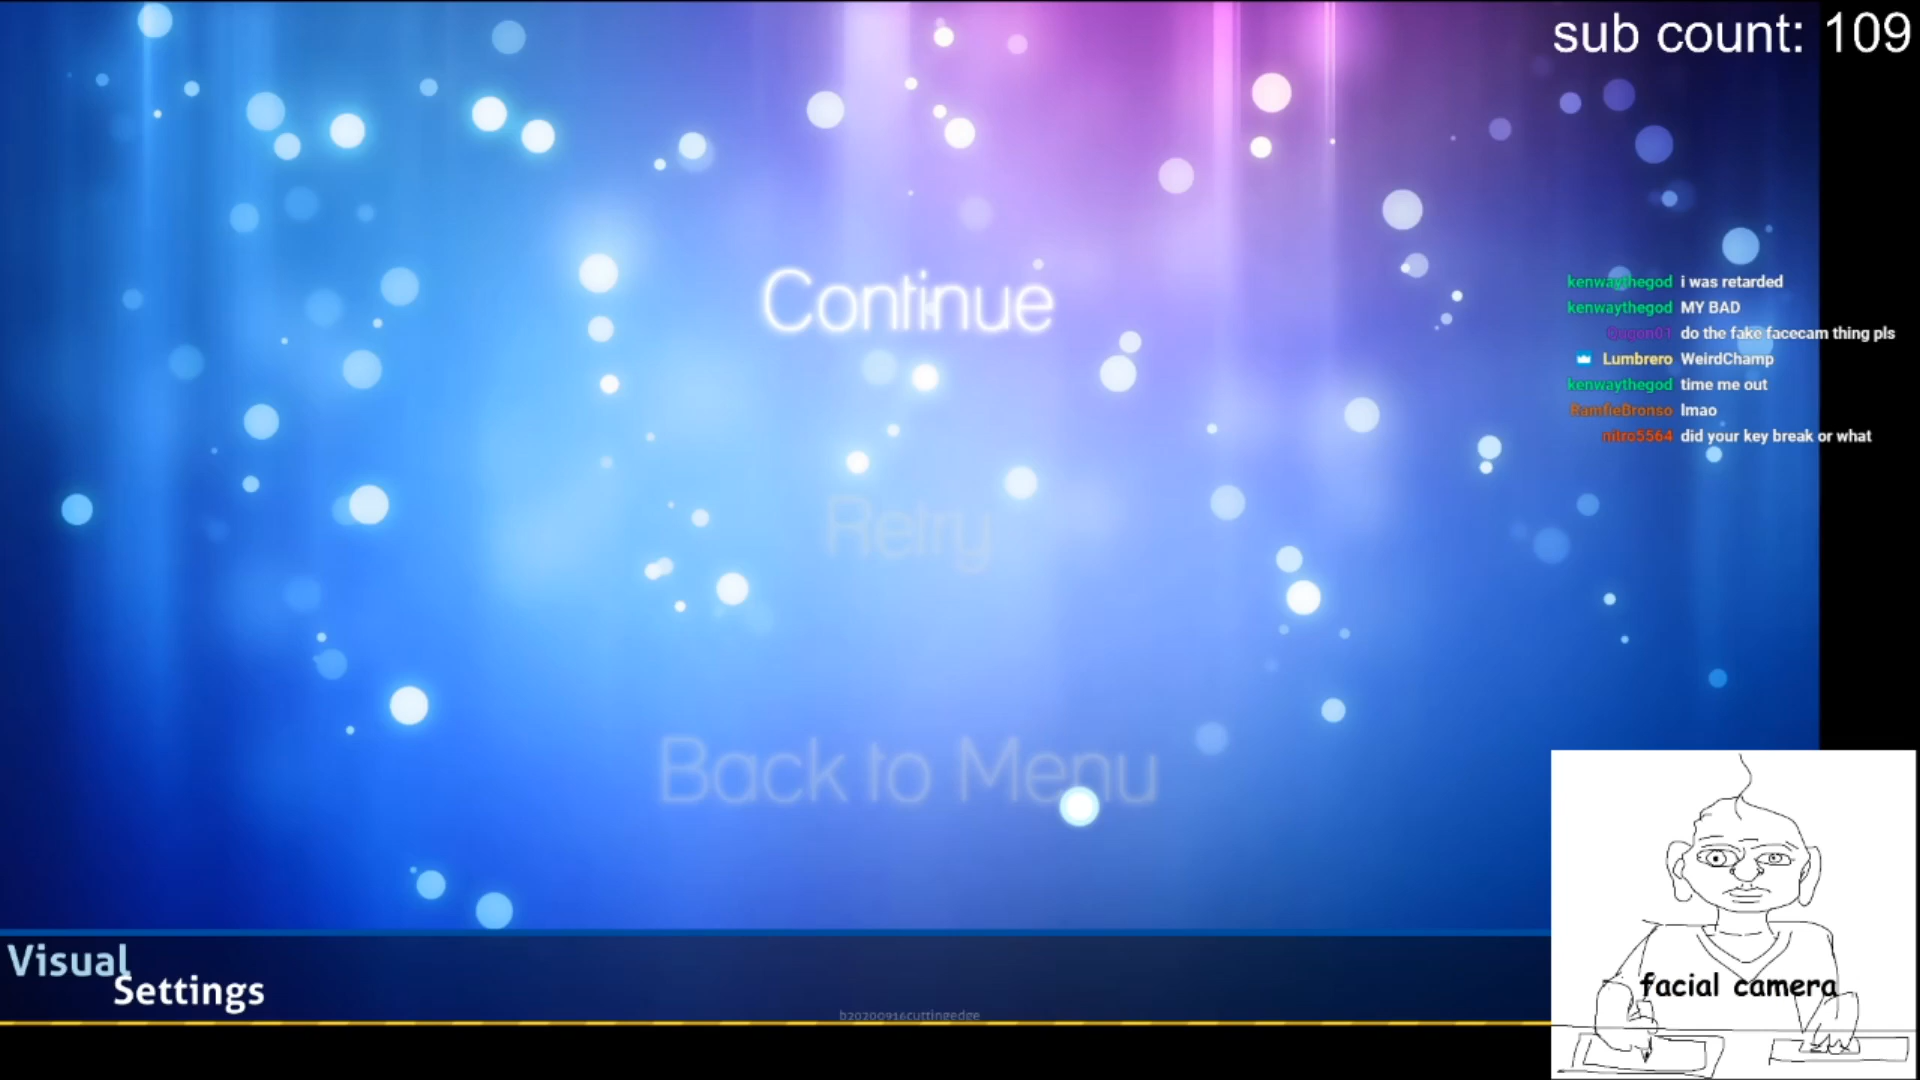 sub count: 109
Continue
kenwaythegod i was retarded
kenwaythegod MY BAD
Qugon01 do the fake facecam thing pls
Lumbrero WeirdChamp
kenwaythegod time me out
RamfieBronso lmao
nitro5564 did your key break or what
Retry
Back to Menu
Visual
Settings
b20200916cuttingedge
facial camera